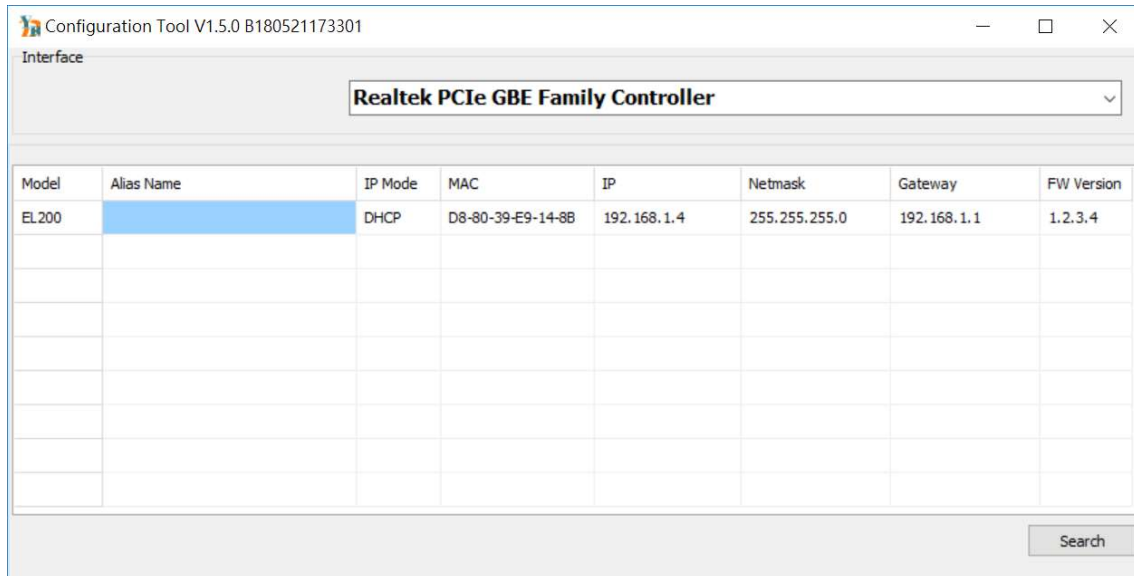 Configuration Tool V1.5.0 B180521173301
Interface
Realtek PCIe GBE Family Controller
Model Alias Name IP Mode MAC IP Netmask Gateway FW Version
EL200 DHCP D8-80-39-E9-14-8B 192.168.1.4 255.255.255.0 192.168.1.1 1.2.3.4
Search